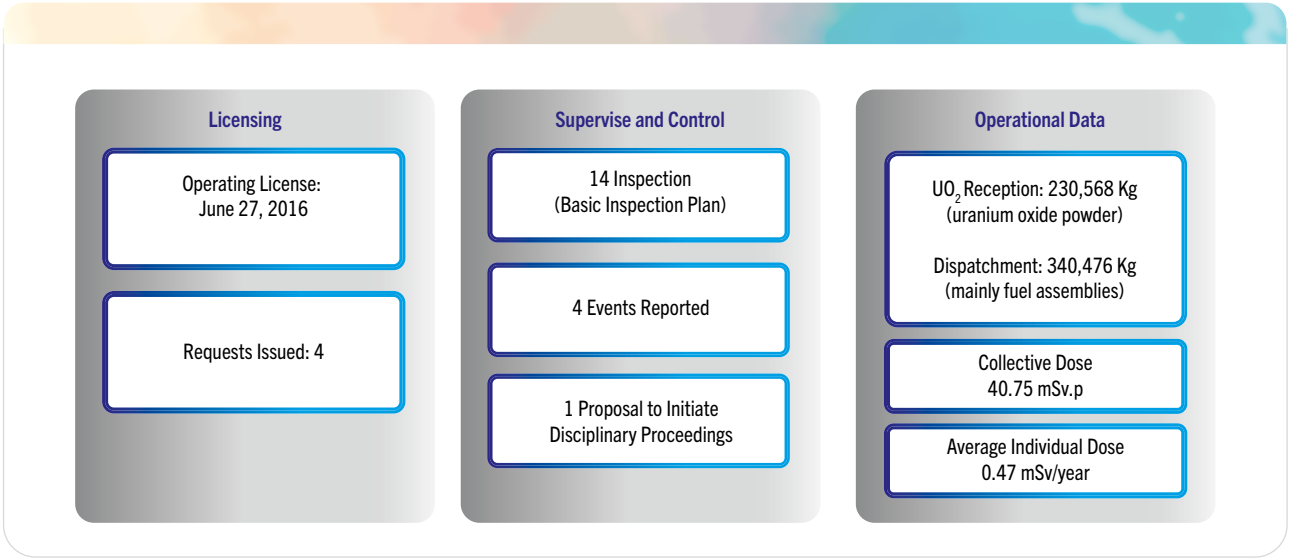 Licensing
Operating License:
June 27, 2016
Requests Issued: 4
Supervise and Control
14 Inspection
(Basic Inspection Plan)
4 Events Reported
1 Proposal to Initiate
Disciplinary Proceedings
Operational Data
UO2 Reception: 230,568 Kg
(uranium oxide powder)
Dispatchment: 340,476 Kg
(mainly fuel assemblies)
Collective Dose
40.75 mSv.p
Average Individual Dose
0.47 mSv/year